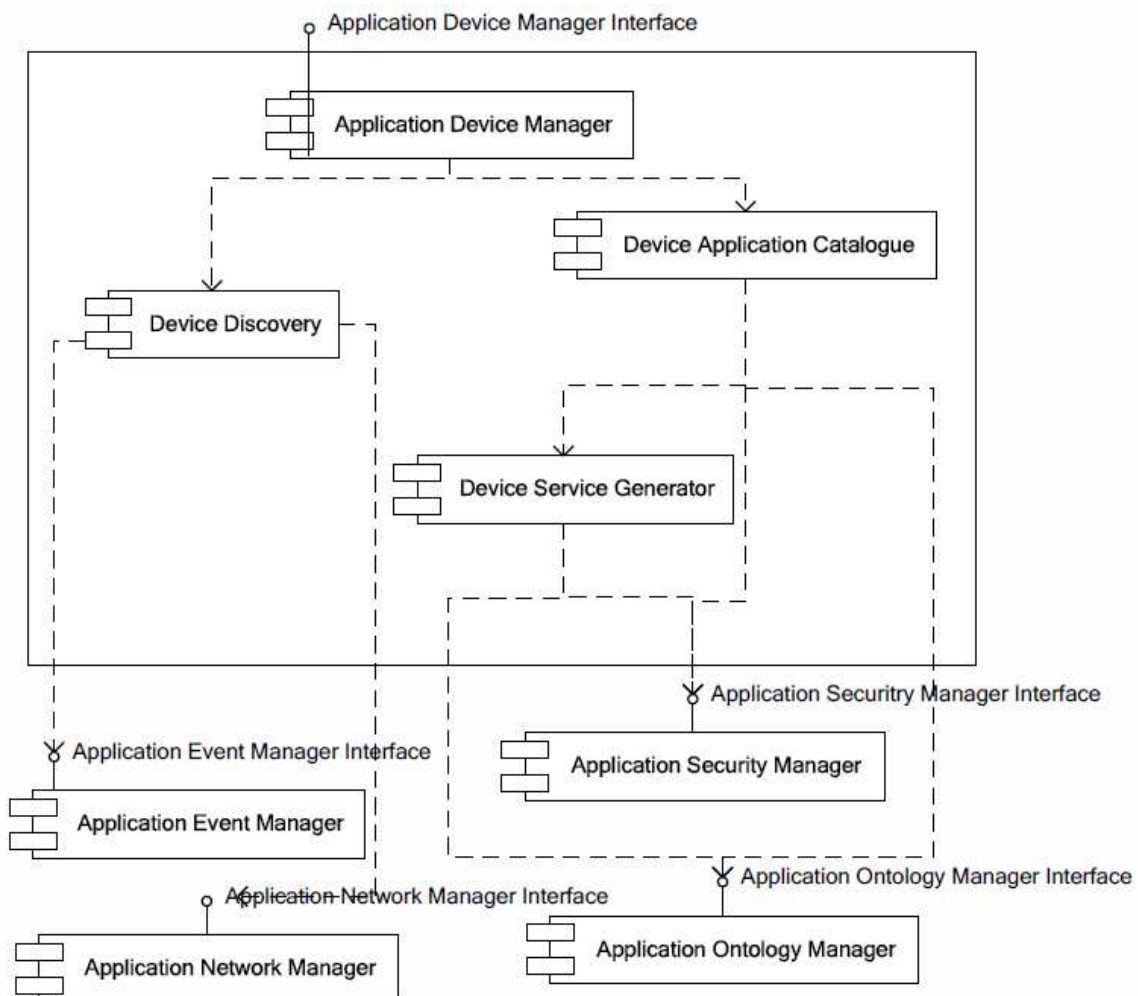 Application Device Manager Interface
Application Device Manager
Device Application Catalogue
Device Discovery
Device Service Generator
Application Securitry Manager Interface
Application Event Manager Interface
Application Security Manager
Application Event Manager
Application Ontology Manager Interface
Application Network Manager Interface
Application Ontology Manager
Application Network Manager